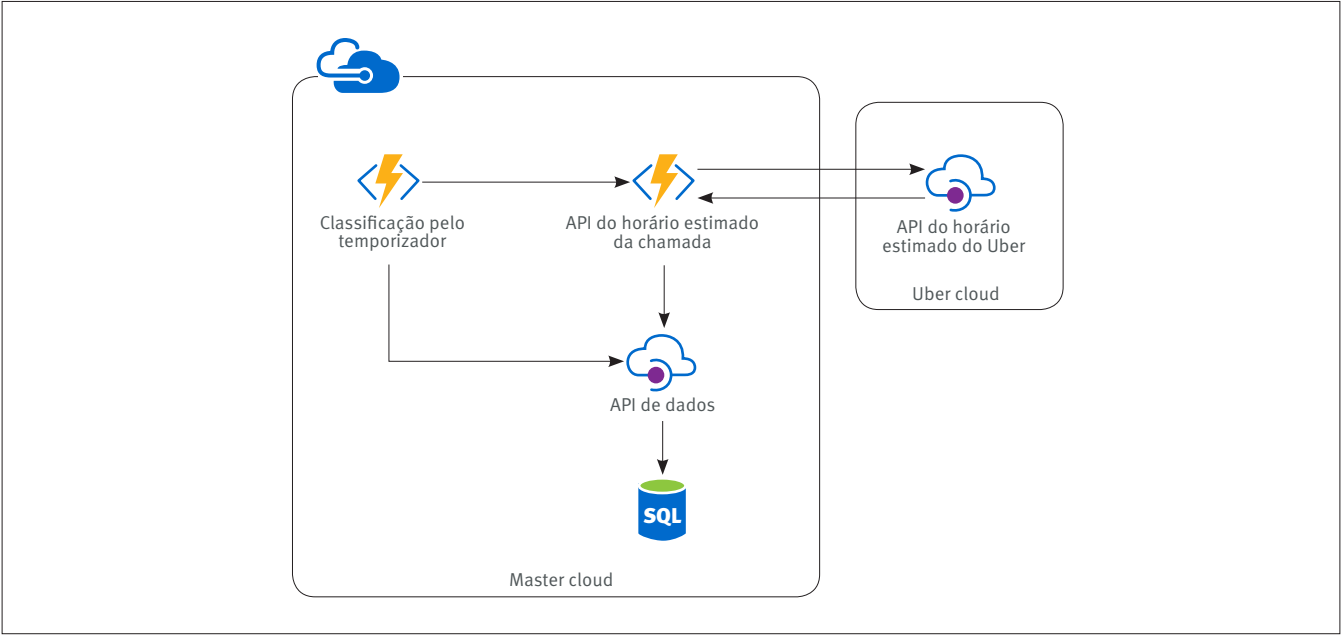 Classificação pelo
temporizador
API do horário estimado
da chamada
API do horário
estimado do Uber
Uber cloud
API de dados
SQL
Master cloud